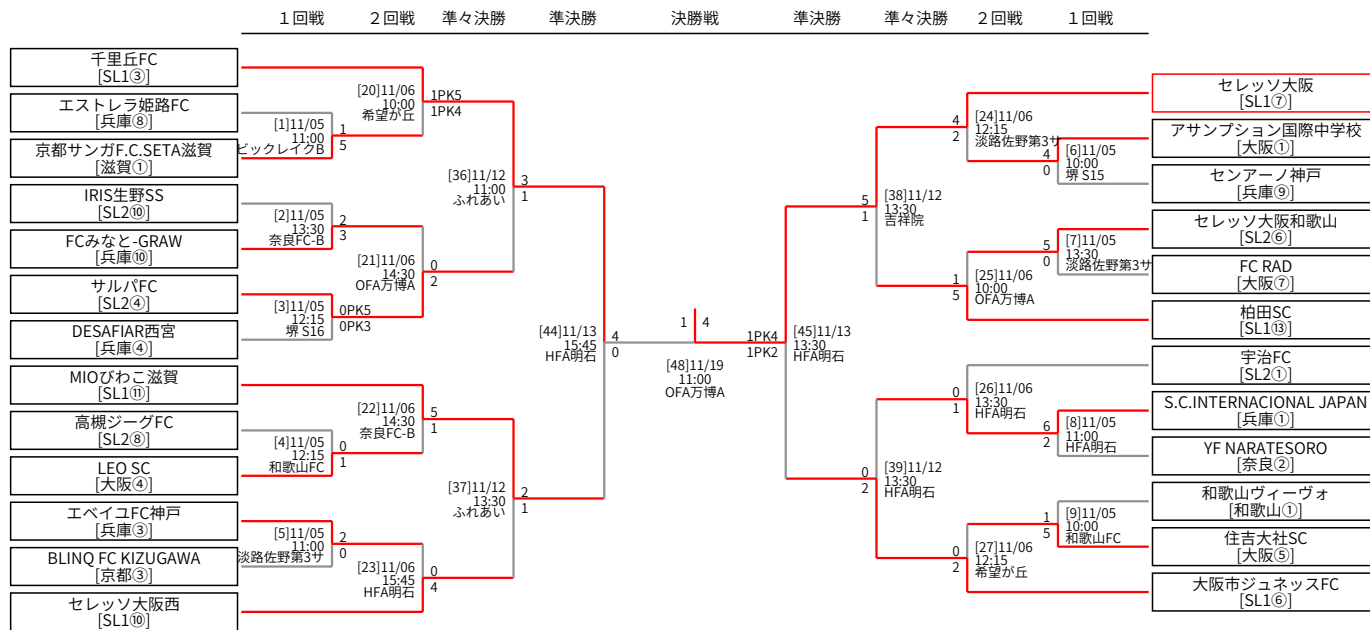 １回戦
２回戦
準々決勝
準決勝
決勝戦
準決勝
準々決勝
２回戦
１回戦
千里丘FC
[SL1③]
エストレラ姫路FC
[兵庫⑧]
京都サンガF.C.SETA滋賀
[滋賀①]
IRIS生野SS
[SL2⑩]
FCみなと-GRAW
[兵庫⑩]
サルパFC
[SL2④]
DESAFIAR西宮
[兵庫④]
MIOびわこ滋賀
[SL1⑪]
高槻ジーグFC
[SL2⑧]
LEO SC
[大阪④]
エベイユFC神戸
[兵庫③]
BLINQ FC KIZUGAWA
[京都③]
セレッソ大阪西
[SL1⑩]
[1]11/05
11:00
ビックレイクB
1
5
[2]11/05
13:30
奈良FC-B
2
3
[3]11/05
12:15
堺 S16
0PK5
0PK3
[4]11/05
12:15
和歌山FC
0
1
[5]11/05
11:00
淡路佐野第3サ
2
0
[20]11/06
10:00
希望が丘
1PK5
1PK4
[21]11/06
14:30
OFA万博A
0
2
[22]11/06
14:30
奈良FC-B
5
1
[23]11/06
15:45
HFA明石
0
4
[36]11/12
11:00
ふれあい
3
1
[37]11/12
13:30
ふれあい
2
1
[44]11/13
15:45
HFA明石
4
0
1
4
[48]11/19
11:00
OFA万博A
1PK4
1PK2
[45]11/13
13:30
HFA明石
5
1
[38]11/12
13:30
吉祥院
0
2
[39]11/12
13:30
HFA明石
4
2
[24]11/06
12:15
淡路佐野第3サ
1
5
[25]11/06
10:00
OFA万博A
0
1
[26]11/06
13:30
HFA明石
0
2
[27]11/06
12:15
希望が丘
4
0
[6]11/05
10:00
堺 S15
5
0
[7]11/05
13:30
淡路佐野第3サ
6
2
[8]11/05
11:00
HFA明石
1
5
[9]11/05
10:00
和歌山FC
セレッソ大阪
[SL1⑦]
アサンプション国際中学校
[大阪①]
センアーノ神戸
[兵庫⑨]
セレッソ大阪和歌山
[SL2⑥]
FC RAD
[大阪⑦]
柏田SC
[SL1⑬]
宇治FC
[SL2①]
S.C.INTERNACIONAL JAPAN
[兵庫①]
YF NARATESORO
[奈良②]
和歌山ヴィーヴォ
[和歌山①]
住吉大社SC
[大阪⑤]
大阪市ジュネッスFC
[SL1⑥]